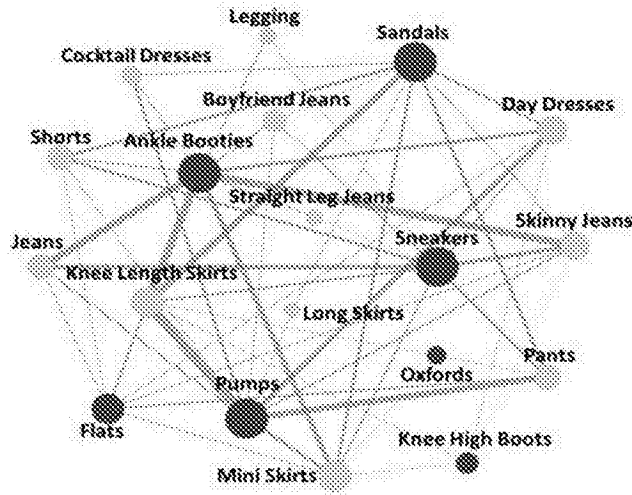 Legging
Sandals
Cocktail Dresses
Boyfriend Jeans
Day Dresses
Shorts
Ankle Booties
Straight Leg Jeans
Skinny Jeans
Sneakers
Jeans
Knee Length Skirts
Long Skirts
Pants
Oxfords
Pumps
Flats
Knee High Boots
Mini Skirts